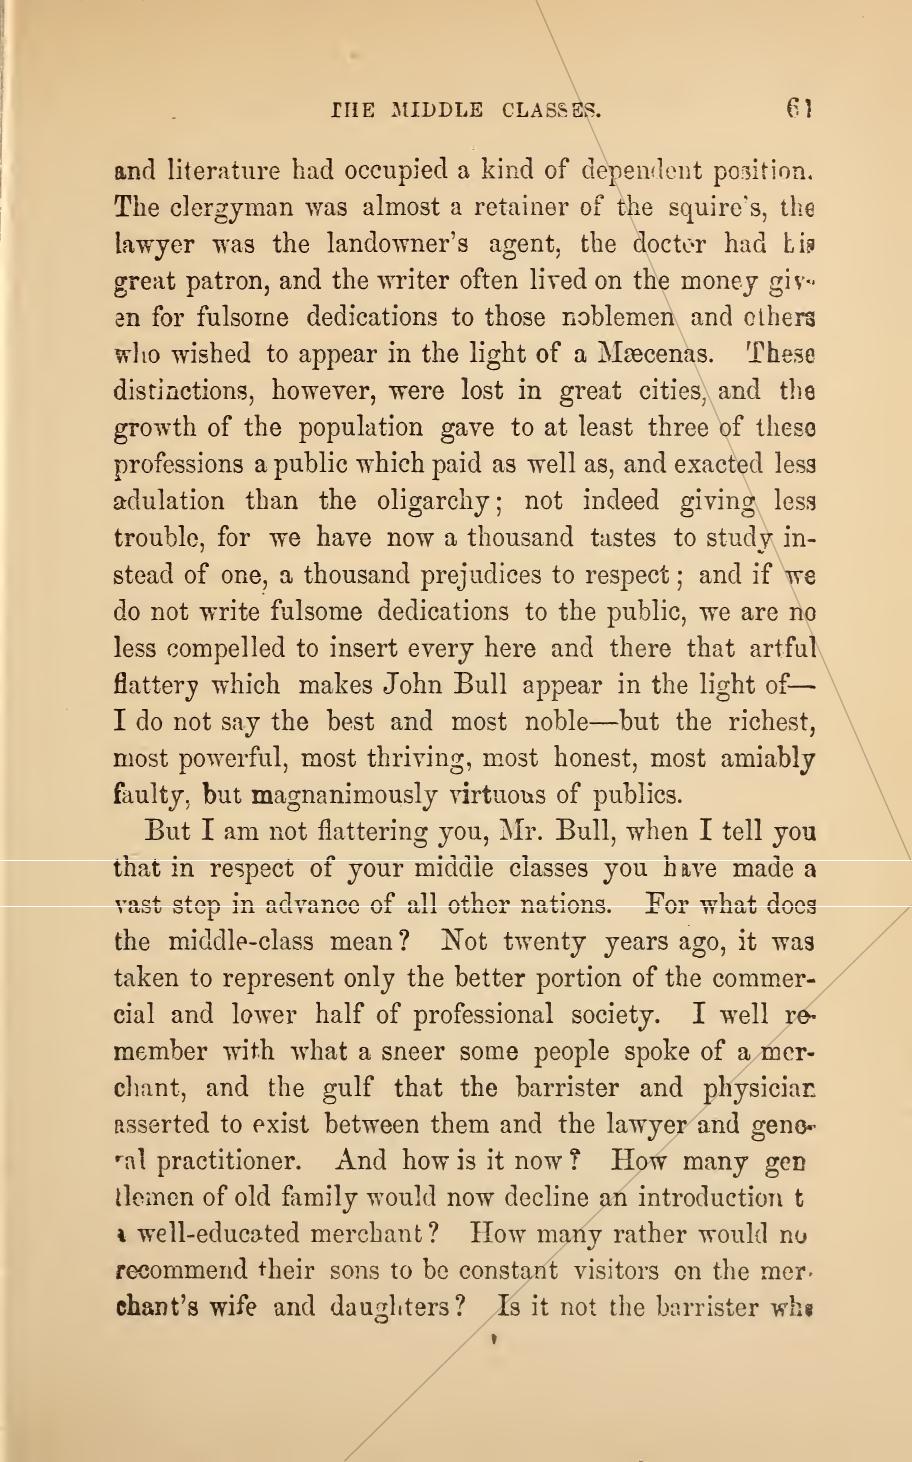 THE MIDDLE CLASSES. 61
and literature had occupied a kind of dependent position.
The clergyman was almost a retainer of the squire's, the
lawyer was the landowner's agent, the doctor had his
great patron, and the writer often lived on the money giv-
en for fulsome dedications to those noblemen and others
who wished to appear in the light of a Mæcenas. These
distinctions, however, were lost in great cities, and the
growth of the population gave to at least three of these
professions a public which paid as well as, and exacted less
adulation than the oligarchy; not indeed giving less
trouble, for we have now a thousand tastes to study in-
stead of one, a thousand prejudices to respect; and if we
do not write fulsome dedications to the public, we are no
less compelled to insert every here and there that artful
flattery which makes John Bull appear in the light of—
I do not say the best and most noble—but the richest,
most powerful, most thriving, most honest, most amiably
faulty, but magnanimously virtuous of publics.
But I am not flattering you, Mr. Bull, when I tell you
that in respect of your middle classes you have made a
vast step in advance of all other nations. For what does
the middle-class mean? Not twenty years ago, it was
taken to represent only the better portion of the commer-
cial and lower half of professional society. I well re-
member with what a sneer some people spoke of a mer-
chant, and the gulf that the barrister and physician
asserted to exist between them and the lawyer and gene-
ral practitioner. And how is it now? How many gen
tlemen of old family would now decline an introduction t
a well-educated merchant? How many rather would no
recommend their sons to be constant visitors on the mer-
chant's wife and daughters? Is it not the barrister who